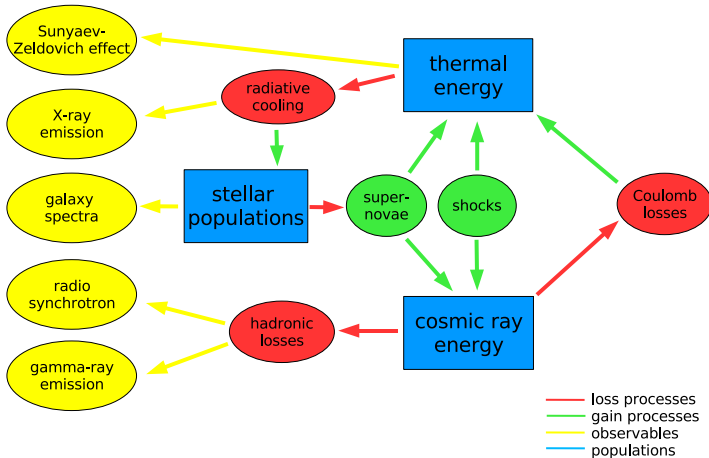 Sunyaev-
Zeldovich effect
thermal
energy
radiative
cooling
X-ray
emission
stellar
populations
super-
novae
shocks
Coulomb
losses
galaxy
spectra
radio
synchrotron
hadronic
losses
cosmic ray
energy
gamma-ray
emission
loss processes
gain processes
observables
populations